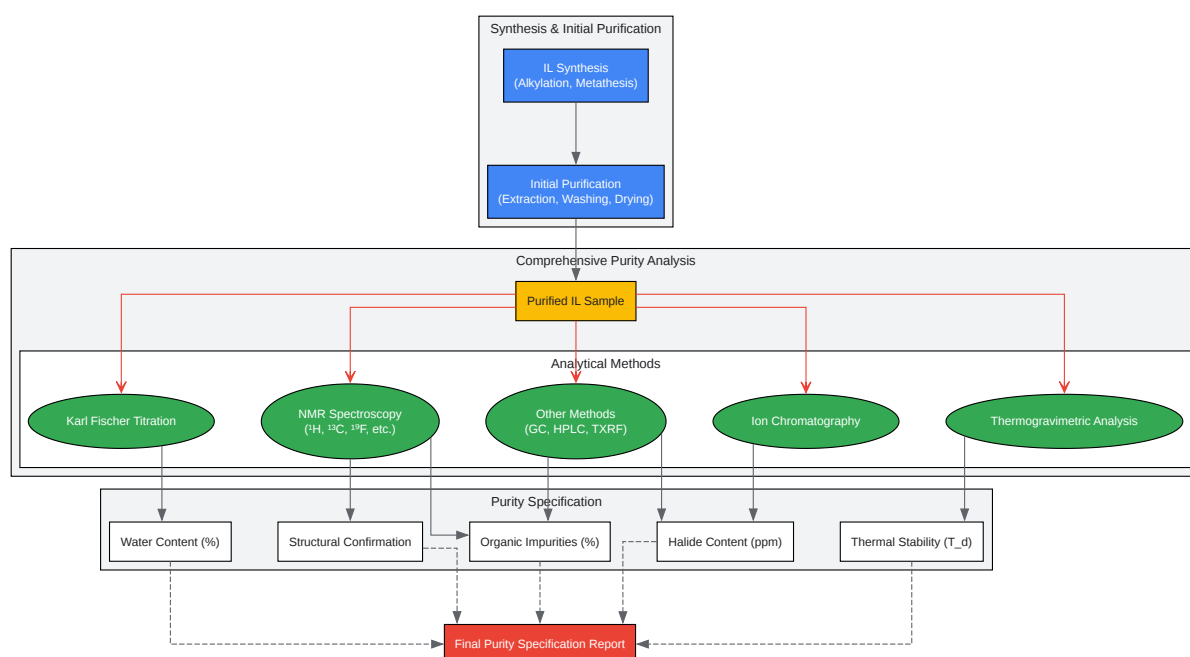 Synthesis & Initial Purification
IL Synthesis
(Alkylation, Metathesis)
Initial Purification
(Extraction, Washing, Drying)
Comprehensive Purity Analysis
Purified IL Sample
Analytical Methods
Karl Fischer Titration
NMR Spectroscopy
(¹H, ¹³C, ¹⁹F, etc.)
Other Methods
(GC, HPLC, TXRF)
Ion Chromatography
Thermogravimetric Analysis
Purity Specification
Water Content (%)
Structural Confirmation
Organic Impurities (%)
Halide Content (ppm)
Thermal Stability (T_d)
Final Purity Specification Report